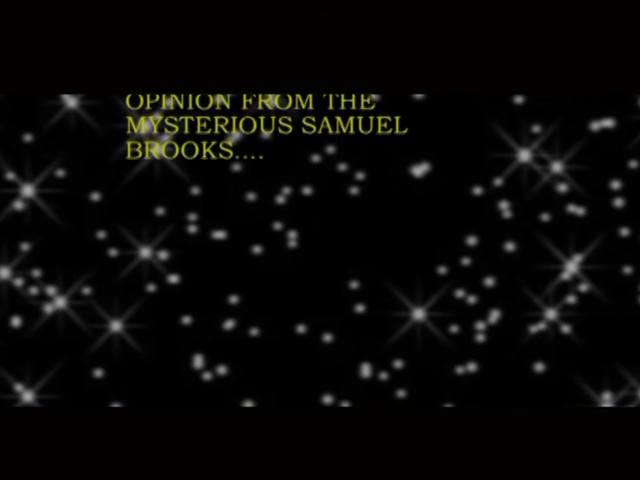 OPINION FROM THE
MYSTERIOUS SAMUEL
BROOKS....